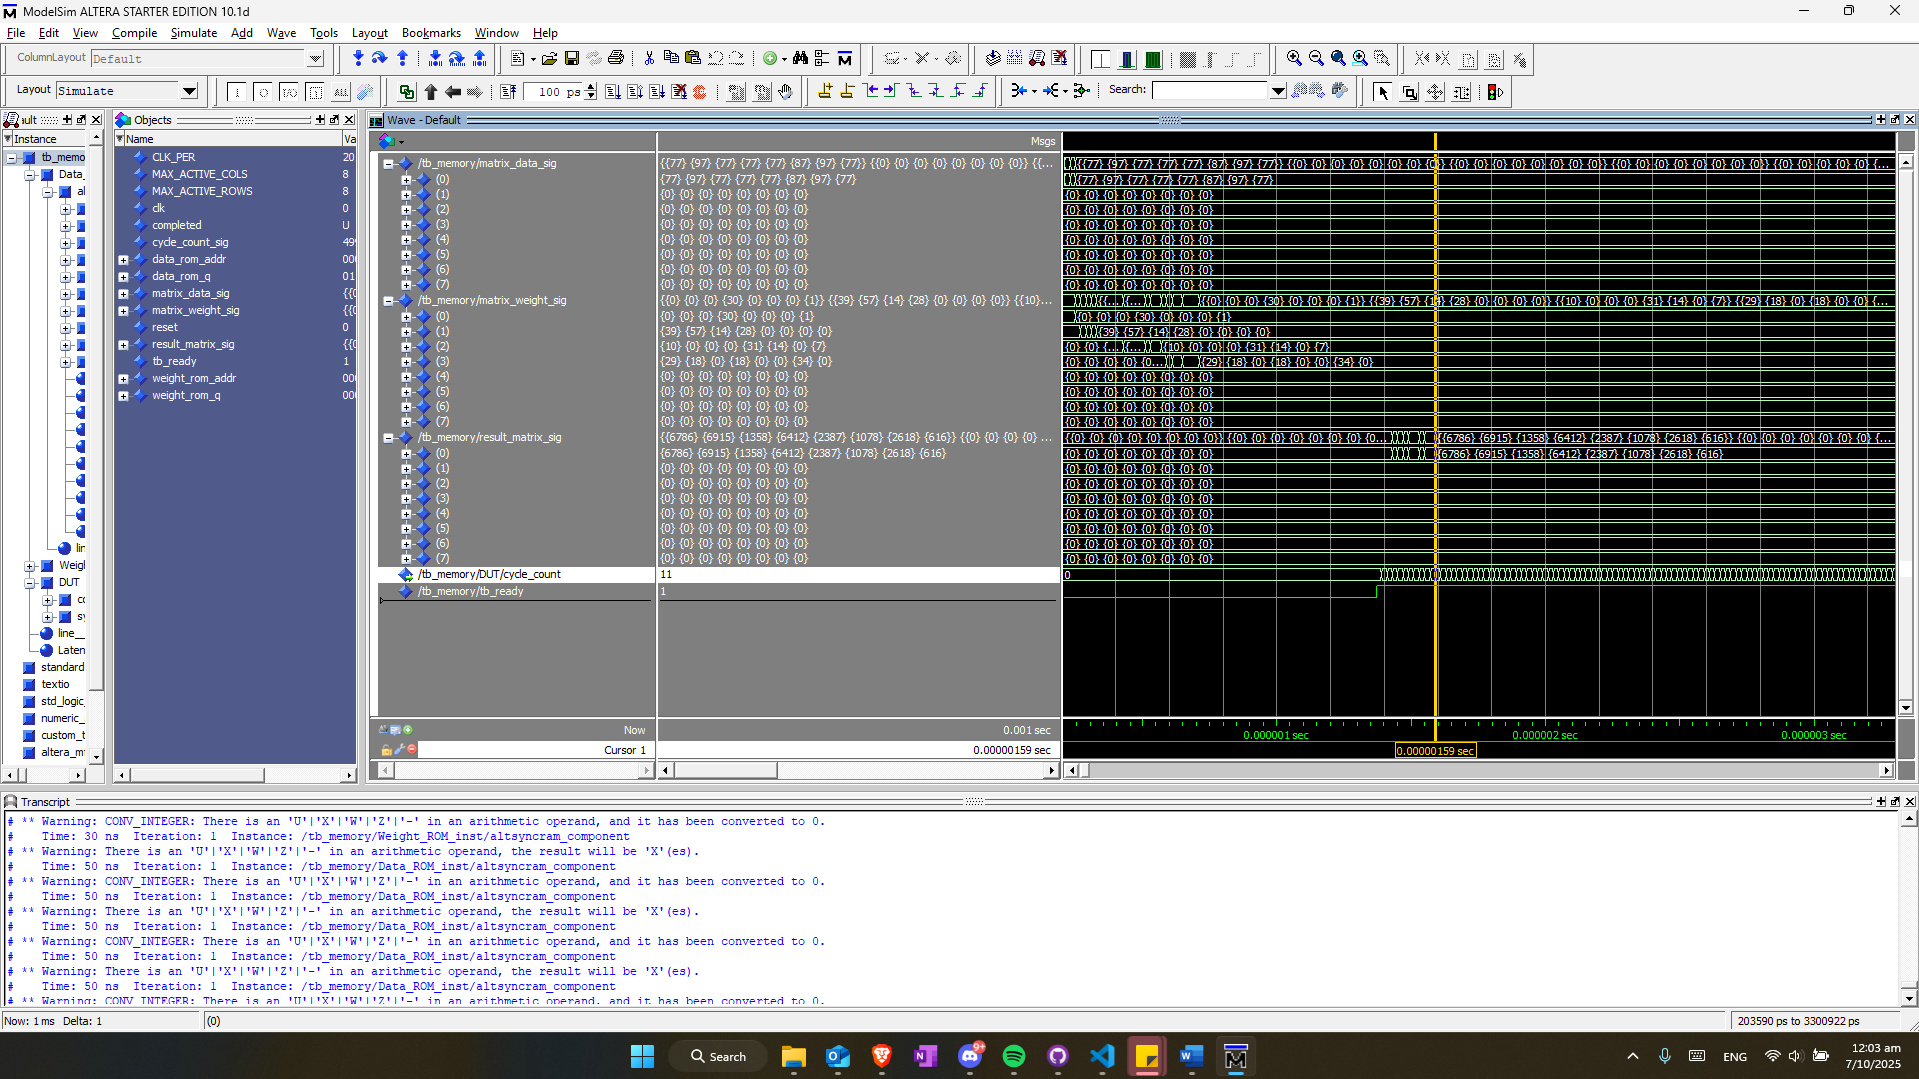 ModelSim ALTERA STARTER EDITION 10.1d
File Edit View Compile Simulate Add Wave Tools Layout Bookmarks Window Help
ColumnLayout Default
Layout Simulate
100 ps
Search:
ult
Instance
tb_memo
Data_
al
lin
Weigl
DUT
co
sy
line__
Laten
standard
textio
std_logic_
numeric_
custom_t
altera_mf
Objects
Name Va
CLK_PER 20
MAX_ACTIVE_COLS 8
MAX_ACTIVE_ROWS 8
clk 0
completed U
cycle_count_sig 499
data_rom_addr 000
data_rom_q 01
matrix_data_sig {{0
matrix_weight_sig {{0
reset 0
result_matrix_sig {{0
tb_ready 1
weight_rom_addr 000
weight_rom_q 000
Wave - Default
Msgs
/tb_memory/matrix_data_sig {{77} {97} {77} {77} {77} {87} {97} {77}} {{0} {0} {0} {0} {0} {0} {0} {0}} {{...
(0) {77} {97} {77} {77} {77} {87} {97} {77}
(1) {0} {0} {0} {0} {0} {0} {0} {0}
(2) {0} {0} {0} {0} {0} {0} {0} {0}
(3) {0} {0} {0} {0} {0} {0} {0} {0}
(4) {0} {0} {0} {0} {0} {0} {0} {0}
(5) {0} {0} {0} {0} {0} {0} {0} {0}
(6) {0} {0} {0} {0} {0} {0} {0} {0}
(7) {0} {0} {0} {0} {0} {0} {0} {0}
/tb_memory/matrix_weight_sig {{0} {0} {0} {30} {0} {0} {0} {1}} {{39} {57} {14} {28} {0} {0} {0} {0}} {{10}...
(0) {0} {0} {0} {30} {0} {0} {0} {1}
(1) {39} {57} {14} {28} {0} {0} {0} {0}
(2) {10} {0} {0} {0} {31} {14} {0} {7}
(3) {29} {18} {0} {18} {0} {0} {34} {0}
(4) {0} {0} {0} {0} {0} {0} {0} {0}
(5) {0} {0} {0} {0} {0} {0} {0} {0}
(6) {0} {0} {0} {0} {0} {0} {0} {0}
(7) {0} {0} {0} {0} {0} {0} {0} {0}
/tb_memory/result_matrix_sig {{6786} {6915} {1358} {6412} {2387} {1078} {2618} {616}} {{0} {0} {0} {0} ...
(0) {6786} {6915} {1358} {6412} {2387} {1078} {2618} {616}
(1) {0} {0} {0} {0} {0} {0} {0} {0}
(2) {0} {0} {0} {0} {0} {0} {0} {0}
(3) {0} {0} {0} {0} {0} {0} {0} {0}
(4) {0} {0} {0} {0} {0} {0} {0} {0}
(5) {0} {0} {0} {0} {0} {0} {0} {0}
(6) {0} {0} {0} {0} {0} {0} {0} {0}
(7) {0} {0} {0} {0} {0} {0} {0} {0}
/tb_memory/DUT/cycle_count 11 0
/tb_memory/tb_ready 1
Now 0.001 sec
Cursor 1 0.00000159 sec
0.000001 sec 0.000002 sec 0.000003 sec
0.00000159 sec
Transcript
# ** Warning: CONV_INTEGER: There is an 'U'|'X'|'W'|'Z'|'-' in an arithmetic operand, and it has been converted to 0.
# Time: 30 ns Iteration: 1 Instance: /tb_memory/Weight_ROM_inst/altsyncram_component
# ** Warning: There is an 'U'|'X'|'W'|'Z'|'-' in an arithmetic operand, the result will be 'X'(es).
# Time: 50 ns Iteration: 1 Instance: /tb_memory/Data_ROM_inst/altsyncram_component
# ** Warning: CONV_INTEGER: There is an 'U'|'X'|'W'|'Z'|'-' in an arithmetic operand, and it has been converted to 0.
# Time: 50 ns Iteration: 1 Instance: /tb_memory/Data_ROM_inst/altsyncram_component
# ** Warning: There is an 'U'|'X'|'W'|'Z'|'-' in an arithmetic operand, the result will be 'X'(es).
# Time: 50 ns Iteration: 1 Instance: /tb_memory/Data_ROM_inst/altsyncram_component
# ** Warning: CONV_INTEGER: There is an 'U'|'X'|'W'|'Z'|'-' in an arithmetic operand, and it has been converted to 0.
# Time: 50 ns Iteration: 1 Instance: /tb_memory/Data_ROM_inst/altsyncram_component
# ** Warning: There is an 'U'|'X'|'W'|'Z'|'-' in an arithmetic operand, the result will be 'X'(es).
# Time: 50 ns Iteration: 1 Instance: /tb_memory/Data_ROM_inst/altsyncram_component
# ** Warning: CONV_INTEGER: There is an 'U'|'X'|'W'|'Z'|'-' in an arithmetic operand, and it has been converted to 0.
Now: 1 ms Delta: 1 (0) 203590 ps to 3300922 ps
Search
9+
ENG
12:03 am
7/10/2025